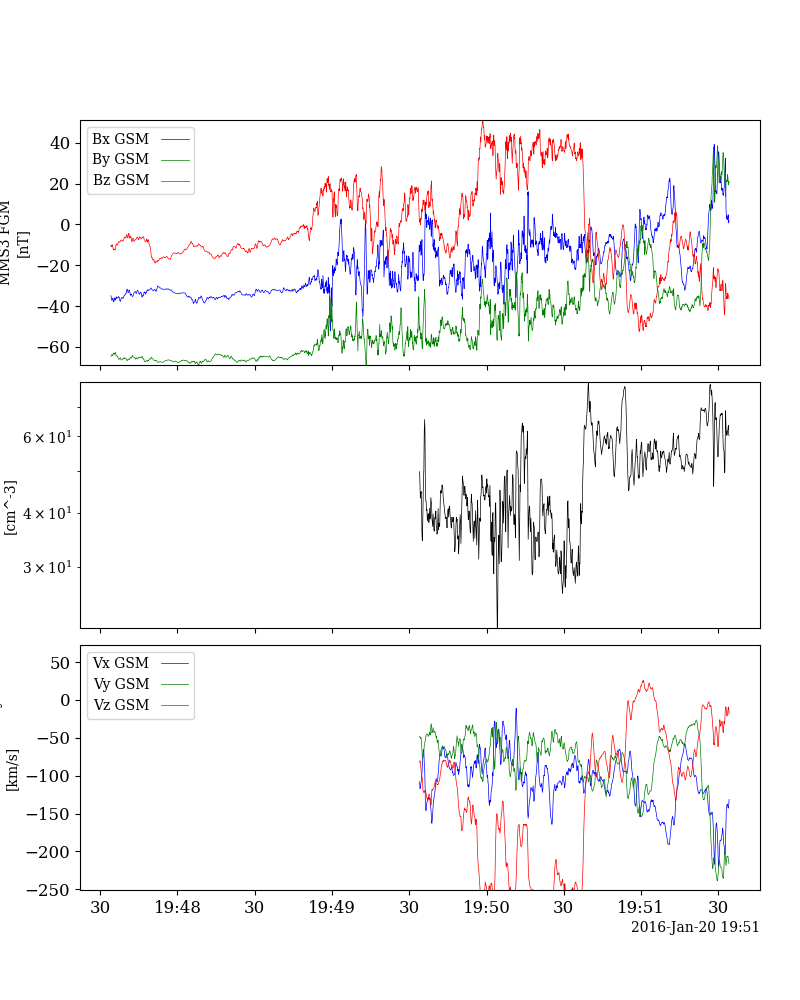 MMS3 FGM
[nT]
40
20
0
−20
−40
−60
Bx GSM
By GSM
Bz GSM
[cm^-3]
6 × 10¹
4 × 10¹
3 × 10¹
[km/s]
50
0
−50
−100
−150
−200
−250
Vx GSM
Vy GSM
Vz GSM
30 19:48 30 19:49 30 19:50 30 19:51 30
2016-Jan-20 19:51